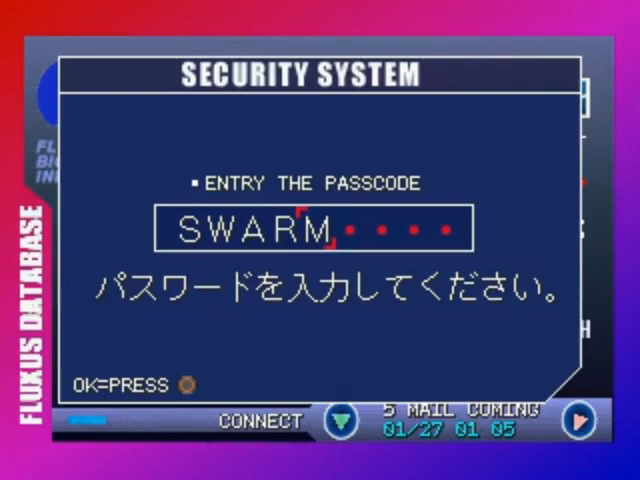 SECURITY SYSTEM
▪ENTRY THE PASSCODE
SWARM
パスワードを入力してください。
OK=PRESS
FLUXUS DATABASE
CONNECT
5 MAIL COMING
01/27 01 05